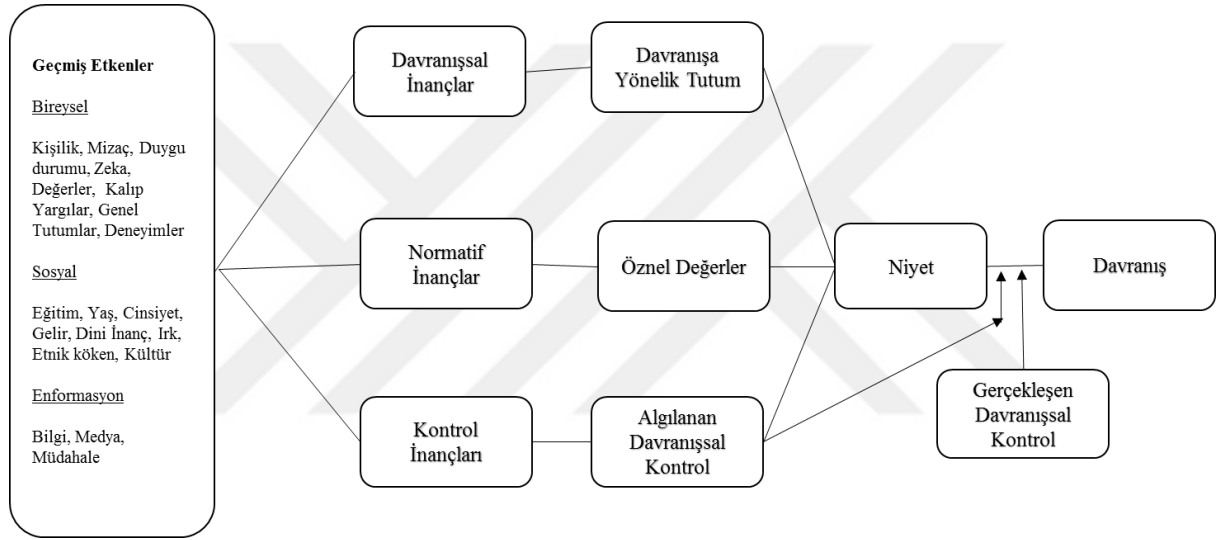 Geçmiş Etkenler
Bireysel
Kişilik, Mizaç, Duygu
durumu, Zeka,
Değerler, Kalıp
Yargılar, Genel
Tutumlar, Deneyimler
Sosyal
Eğitim, Yaş, Cinsiyet,
Gelir, Dini İnanç, Irk,
Etnik köken, Kültür
Enformasyon
Bilgi, Medya,
Müdahale
Davranışsal
İnançlar
Davranışa
Yönelik Tutum
Normatif
İnançlar
Öznel Değerler
Niyet
Davranış
Kontrol
İnançları
Algılanan
Davranışsal
Kontrol
Gerçekleşen
Davranışsal
Kontrol